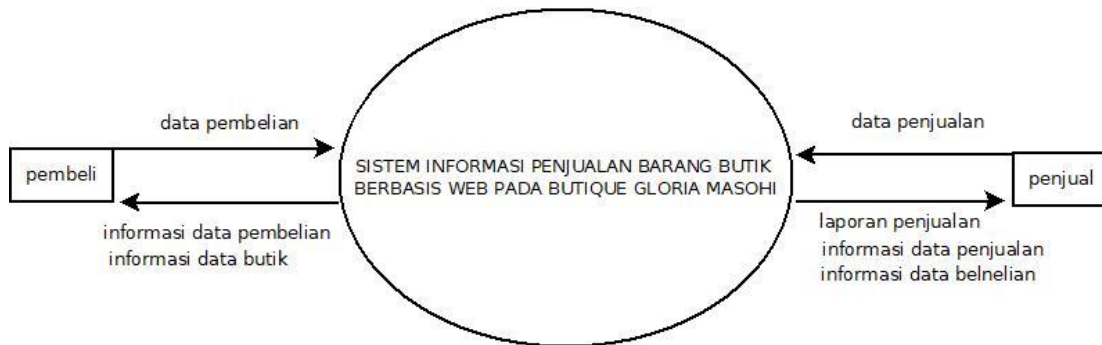 data pembelian
pembeli
informasi data pembelian
informasi data butik
SISTEM INFORMASI PENJUALAN BARANG BUTIK
BERBASIS WEB PADA BUTIQUE GLORIA MASOHI
data penjualan
penjual
laporan penjualan
informasi data penjualan
informasi data belnelian